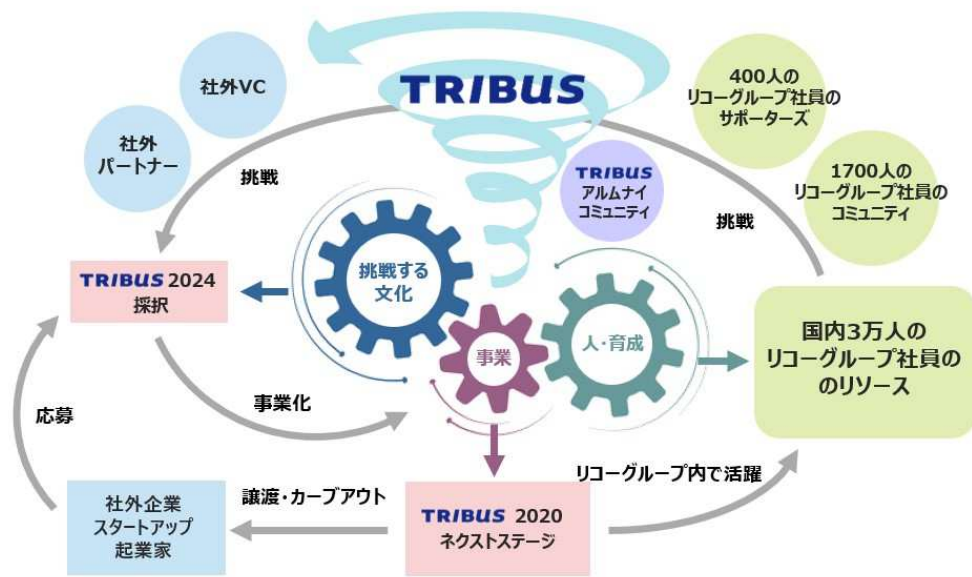 TRIBUS
社外VC
社外
パートナー
挑戦
400人の
リコーグループ社員の
サポーターズ
1700人の
リコーグループ社員の
コミュニティ
挑戦
TRIBUS
アルムナイ
コミュニティ
TRIBUS 2024
採択
挑戦する
文化
事業
人・育成
国内3万人の
リコーグループ社員の
のリソース
応募
事業化
リコーグループ内で活躍
社外企業
スタートアップ
起業家
譲渡・カーブアウト
TRIBUS 2020
ネクストステージ